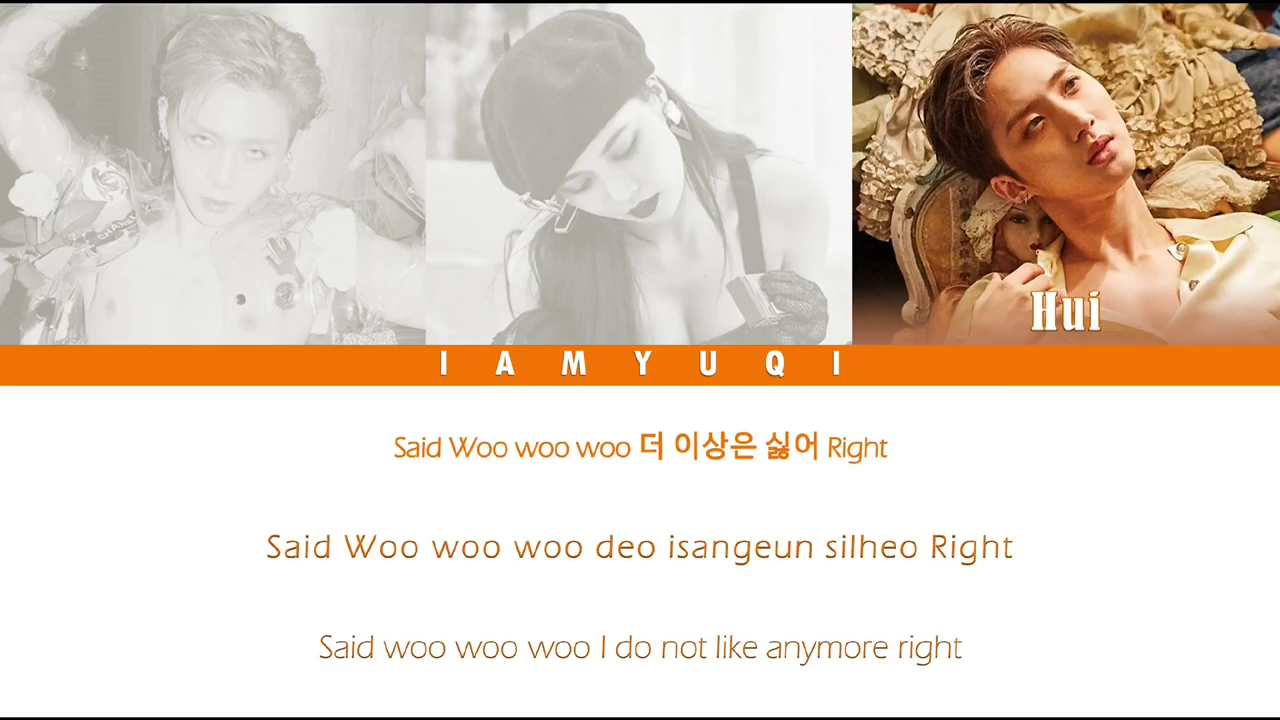 Hui
IAMYUQI
Said Woo woo woo 더 이상은 싫어 Right
Said Woo woo woo deo isangeun silheo Right
Said woo woo woo I do not like anymore right